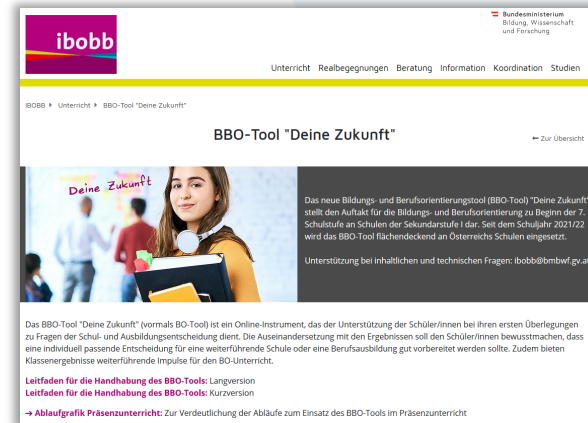 Bundesministerium
Bildung, Wissenschaft
und Forschung
ibobb
Unterricht Realbegegnungen Beratung Information Koordination Studien
IBOBB Unterricht BBO-Tool "Deine Zukunft"
BBO-Tool "Deine Zukunft"
← Zur Übersicht
Deine Zukunft
Das neue Bildungs- und Berufsorientierungstool (BBO-Tool) "Deine Zukunft"
stellt den Auftakt für die Bildungs- und Berufsorientierung zu Beginn der 7.
Schulstufe an Schulen der Sekundarstufe I dar. Seit dem Schuljahr 2021/22
wird das BBO-Tool flächendeckend an Österreichs Schulen eingesetzt.
Unterstützung bei inhaltlichen und technischen Fragen: ibobb@bmbwf.gv.at
Das BBO-Tool "Deine Zukunft" (vormals BO-Tool) ist ein Online-Instrument, das der Unterstützung der Schüler/innen bei ihren ersten Überlegungen
zu Fragen der Schul- und Ausbildungsentscheidung dient. Die Auseinandersetzung mit den Ergebnissen soll den Schüler/innen bewusstmachen, dass
eine individuell passende Entscheidung für eine weiterführende Schule oder eine Berufsausbildung gut vorbereitet werden sollte. Zudem bieten
Klassenergebnisse weiterführende Impulse für den BO-Unterricht.
Leitfaden für die Handhabung des BBO-Tools: Langversion
Leitfaden für die Handhabung des BBO-Tools: Kurzversion
→ Ablaufgrafik Präsenzunterricht: Zur Verdeutlichung der Abläufe zum Einsatz des BBO-Tools im Präsenzunterricht